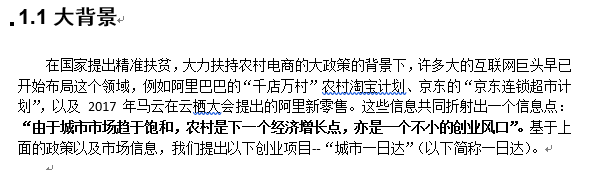 1.1 大背景
在国家提出精准扶贫，大力扶持农村电商的大政策的背景下，许多大的互联网巨头早已
开始布局这个领域，例如阿里巴巴的“千店万村”农村淘宝计划、京东的“京东连锁超市计
划”，以及 2017 年马云在云栖大会提出的阿里新零售。这些信息共同折射出一个信息点：
“由于城市市场趋于饱和，农村是下一个经济增长点，亦是一个不小的创业风口”。基于上
面的政策以及市场信息，我们提出以下创业项目--“城市一日达”（以下简称一日达）。